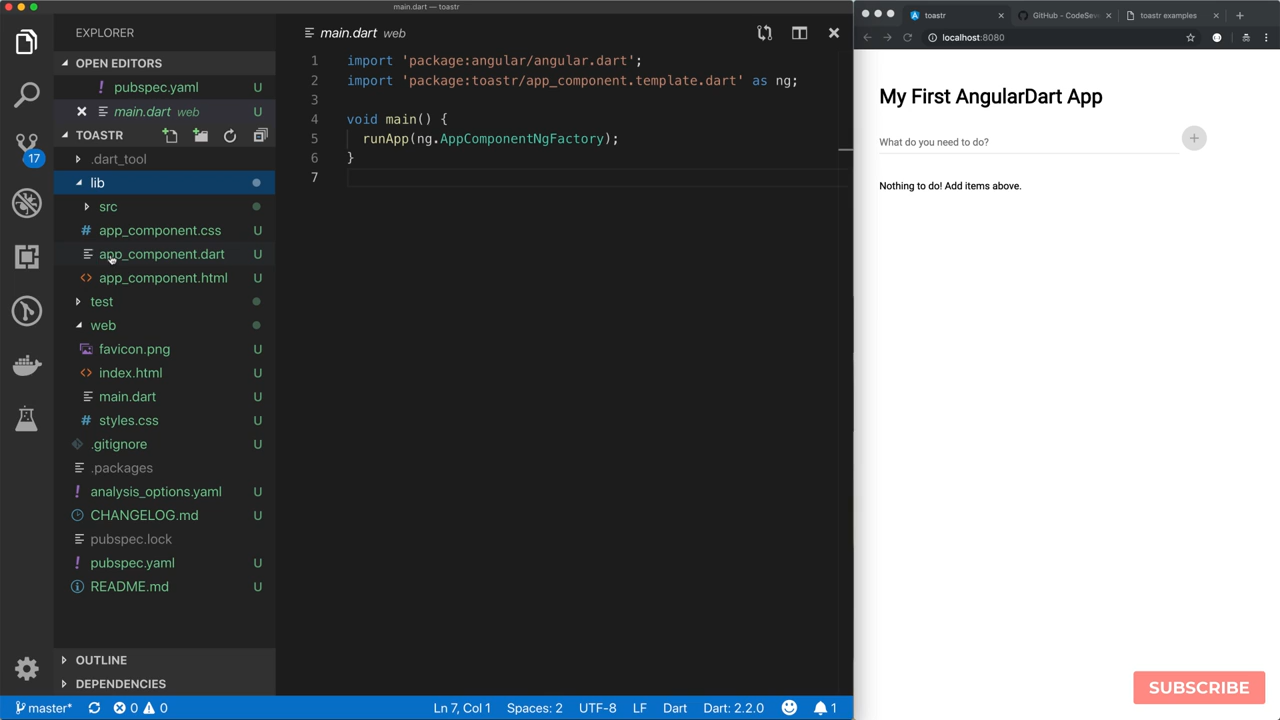 main.dart — toastr
EXPLORER
OPEN EDITORS
pubspec.yaml U
main.dart web U
TOASTR
.dart_tool
lib
src
app_component.css U
app_component.dart U
app_component.html U
test
web
favicon.png U
index.html U
main.dart U
styles.css U
.gitignore U
.packages
analysis_options.yaml U
CHANGELOG.md U
pubspec.lock
pubspec.yaml U
README.md U
OUTLINE
DEPENDENCIES
17
main.dart web
1 import 'package:angular/angular.dart';
2 import 'package:toastr/app_component.template.dart' as ng;
3
4 void main() {
5 runApp(ng.AppComponentNgFactory);
6 }
7
master* 0 0 Ln 7, Col 1 Spaces: 2 UTF-8 LF Dart Dart: 2.2.0 1
toastr GitHub - CodeSev toastr examples
localhost:8080
My First AngularDart App
What do you need to do?
Nothing to do! Add items above.
SUBSCRIBE